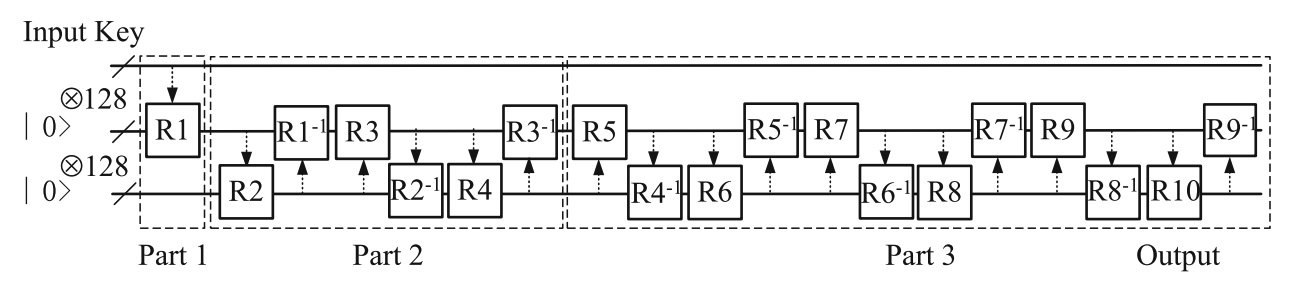 Input Key
⊗128
| 0>
R1 R1⁻¹ R3 R3⁻¹ R5 R5⁻¹ R7 R7⁻¹ R9 R9⁻¹
⊗128
| 0>
R2 R2⁻¹ R4 R4⁻¹ R6 R6⁻¹ R8 R8⁻¹ R10
Part 1 Part 2 Part 3 Output